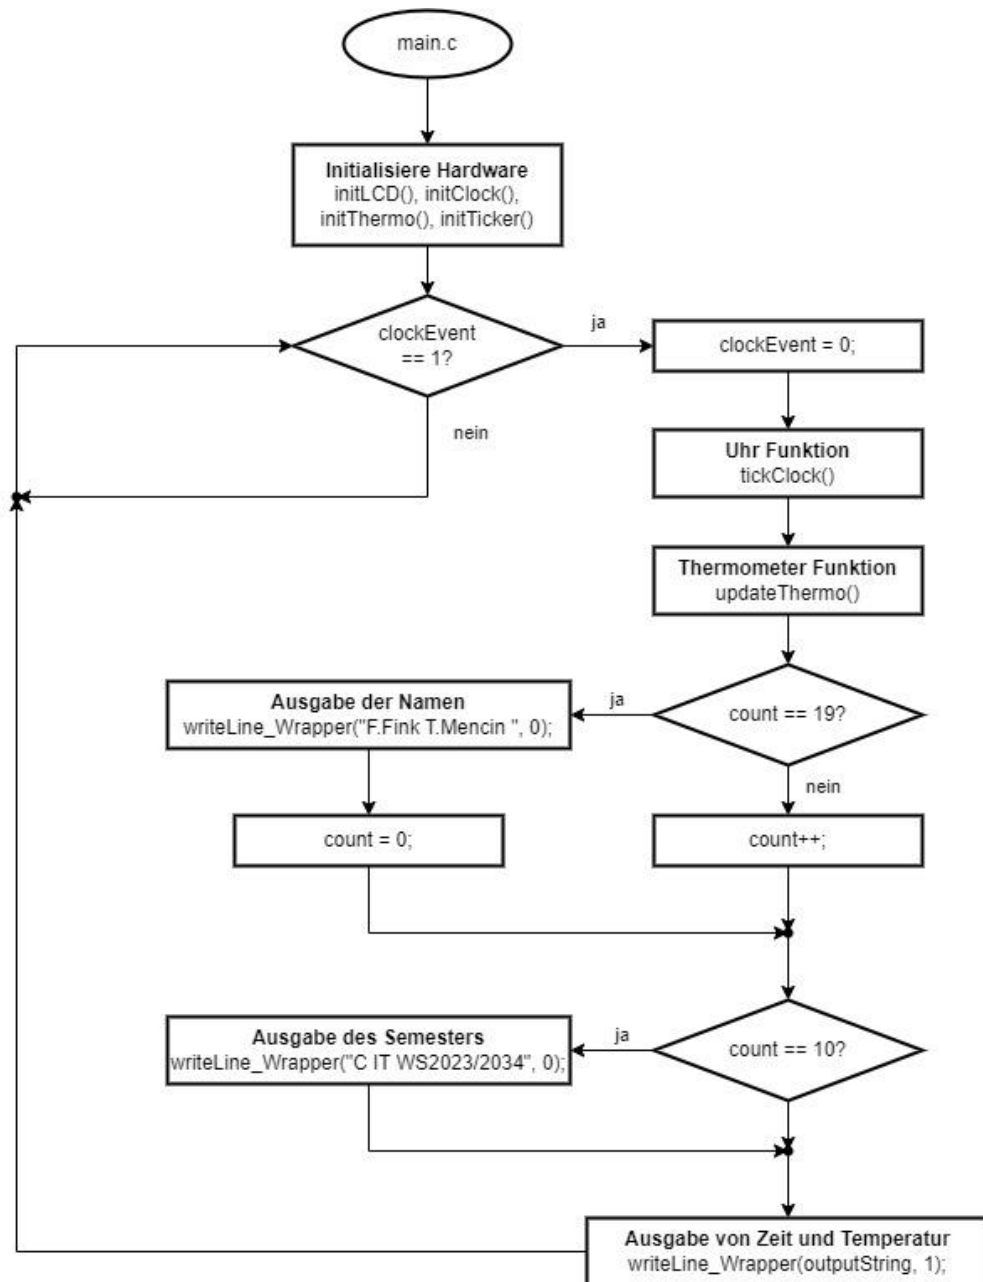 main.c
Initialisiere Hardware
initLCD(), initClock(),
initThermo(), initTicker()
clockEvent
== 1?
ja
clockEvent = 0;
nein
Uhr Funktion
tickClock()
Thermometer Funktion
updateThermo()
count == 19?
ja
Ausgabe der Namen
writeLine_Wrapper("F.Fink T.Mencin ", 0);
nein
count = 0;
count++;
count == 10?
ja
Ausgabe des Semesters
writeLine_Wrapper("C IT WS2023/2034", 0);
Ausgabe von Zeit und Temperatur
writeLine_Wrapper(outputString, 1);